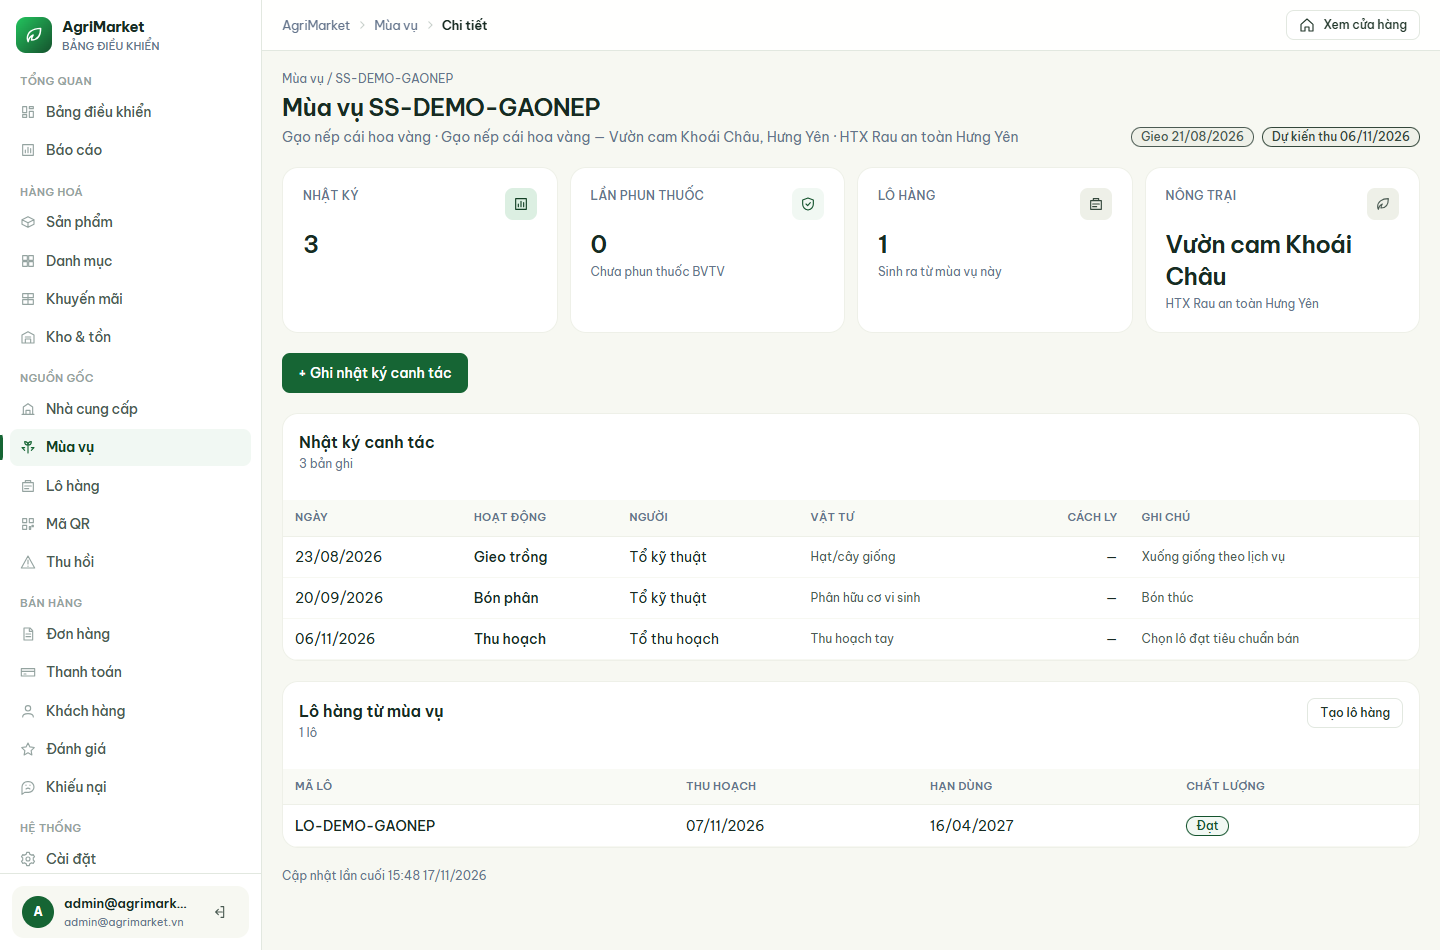 AgriMarket
BẢNG ĐIỀU KHIỂN
TỔNG QUAN
Bảng điều khiển
Báo cáo
HÀNG HOÁ
Sản phẩm
Danh mục
Khuyến mãi
Kho & tồn
NGUỒN GỐC
Nhà cung cấp
Mùa vụ
Lô hàng
Mã QR
Thu hồi
BÁN HÀNG
Đơn hàng
Thanh toán
Khách hàng
Đánh giá
Khiếu nại
HỆ THỐNG
Cài đặt
A
admin@agrimark...
admin@agrimarket.vn
AgriMarket > Mùa vụ > Chi tiết
Xem cửa hàng
Mùa vụ / SS-DEMO-GAONEP
Mùa vụ SS-DEMO-GAONEP
Gạo nếp cái hoa vàng · Gạo nếp cái hoa vàng — Vườn cam Khoái Châu, Hưng Yên · HTX Rau an toàn Hưng Yên
Gieo 21/08/2026
Dự kiến thu 06/11/2026
NHẬT KÝ
3
LẦN PHUN THUỐC
0
Chưa phun thuốc BVTV
LÔ HÀNG
1
Sinh ra từ mùa vụ này
NÔNG TRẠI
Vườn cam Khoái
Châu
HTX Rau an toàn Hưng Yên
+ Ghi nhật ký canh tác
Nhật ký canh tác
3 bản ghi
NGÀY HOẠT ĐỘNG NGƯỜI VẬT TƯ CÁCH LY GHI CHÚ
23/08/2026 Gieo trồng Tổ kỹ thuật Hạt/cây giống — Xuống giống theo lịch vụ
20/09/2026 Bón phân Tổ kỹ thuật Phân hữu cơ vi sinh — Bón thúc
06/11/2026 Thu hoạch Tổ thu hoạch Thu hoạch tay — Chọn lô đạt tiêu chuẩn bán
Lô hàng từ mùa vụ
1 lô
Tạo lô hàng
MÃ LÔ THU HOẠCH HẠN DÙNG CHẤT LƯỢNG
LO-DEMO-GAONEP 07/11/2026 16/04/2027 Đạt
Cập nhật lần cuối 15:48 17/11/2026